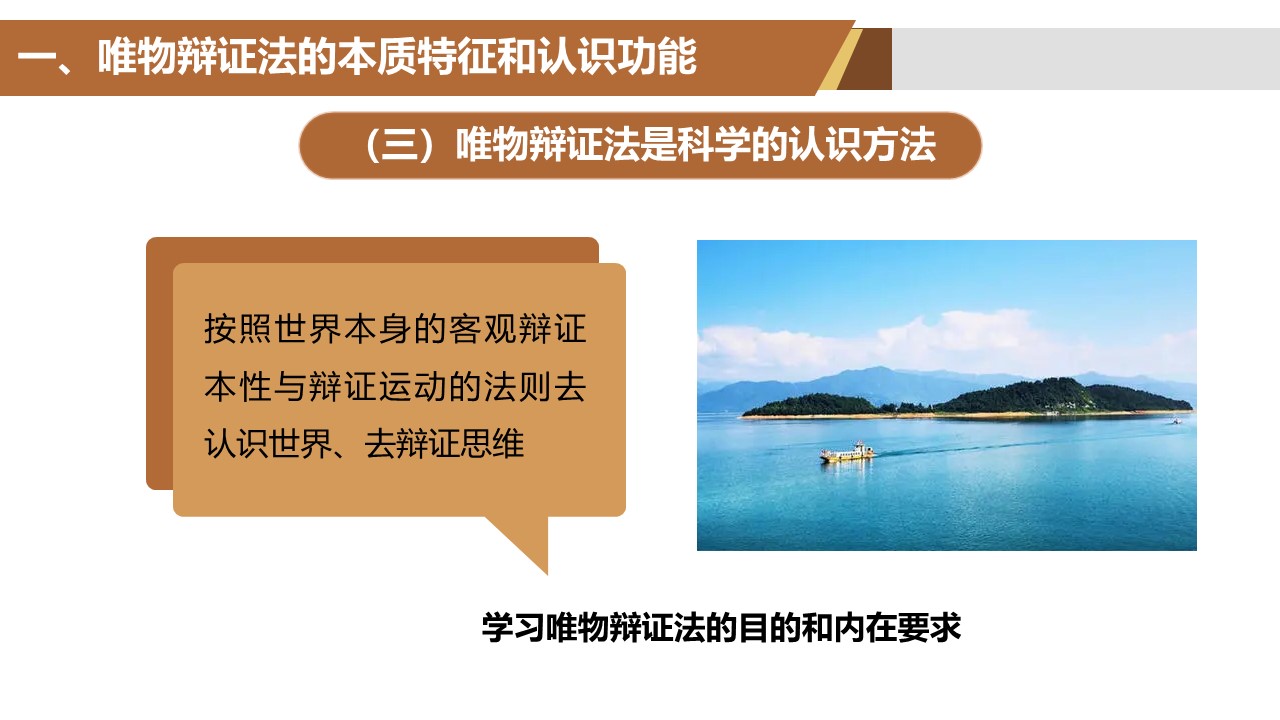 一、唯物辩证法的本质特征和认识功能
（三）唯物辩证法是科学的认识方法
按照世界本身的客观辩证
本性与辩证运动的法则去
认识世界、去辩证思维
学习唯物辩证法的目的和内在要求